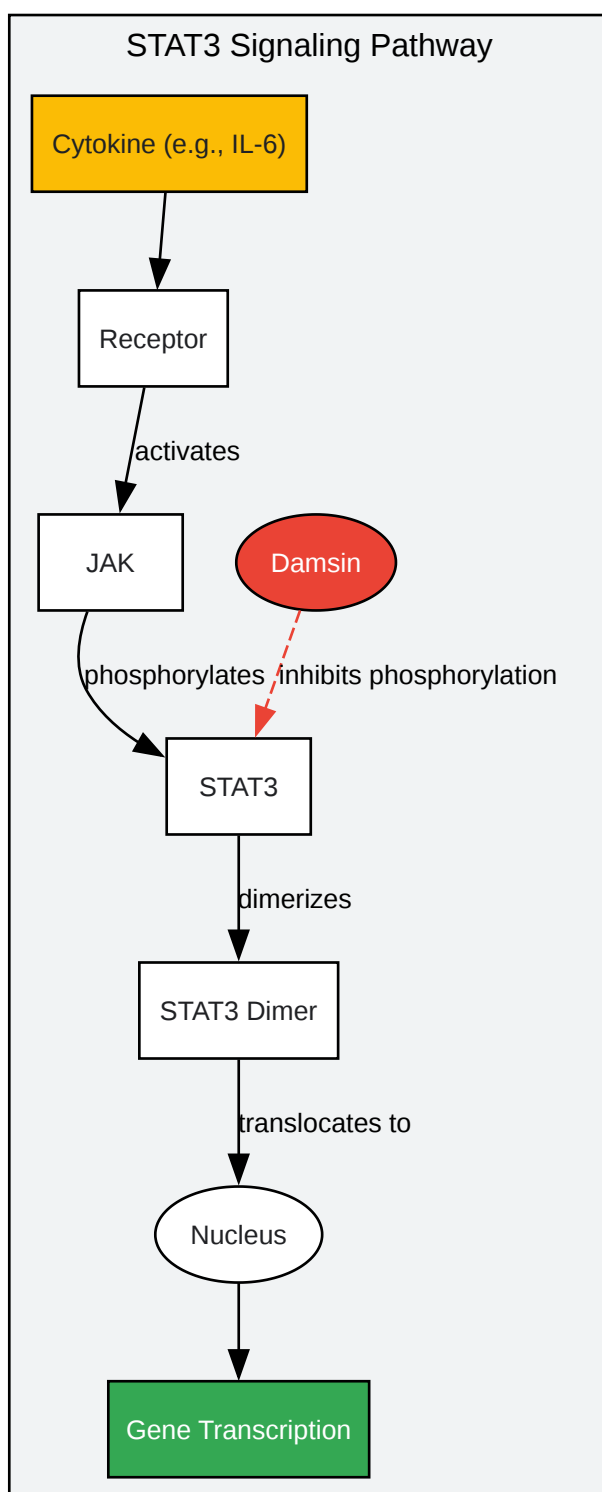 STAT3 Signaling Pathway
Cytokine (e.g., IL-6)
Receptor
activates
JAK
Damsin
phosphorylates
inhibits phosphorylation
STAT3
dimerizes
STAT3 Dimer
translocates to
Nucleus
Gene Transcription